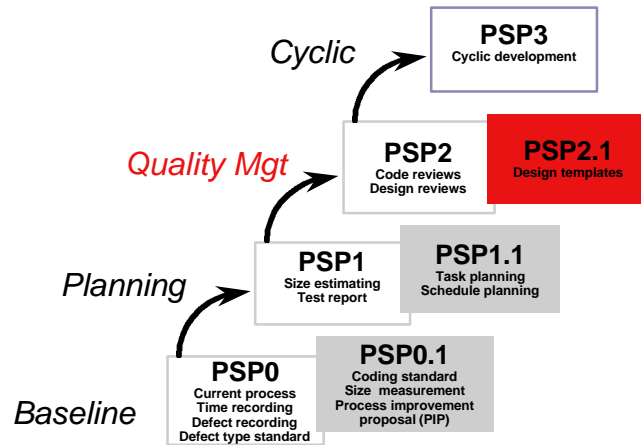 Cyclic
PSP3
Cyclic development
Quality Mgt
PSP2
Code reviews
Design reviews
PSP2.1
Design templates
Planning
PSP1
Size estimating
Test report
PSP1.1
Task planning
Schedule planning
Baseline
PSP0
Current process
Time recording
Defect recording
Defect type standard
PSP0.1
Coding standard
Size measurement
Process improvement
proposal (PIP)